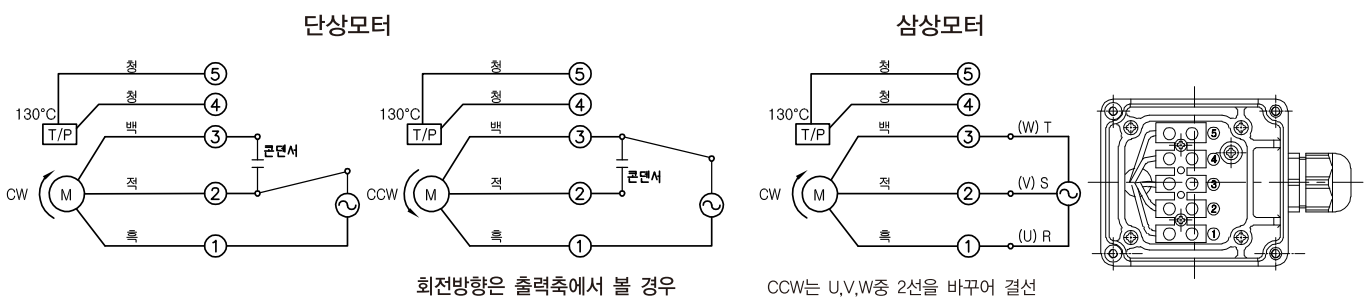 단상모터
삼상모터
청 ⑤
청 ④
130°C
T/P
백 ③
콘덴서
적 ②
CW
M
흑 ①
청 ⑤
청 ④
130°C
T/P
백 ③
콘덴서
적 ②
CCW
M
흑 ①
회전방향은 출력축에서 볼 경우
청 ⑤
청 ④
130°C
T/P
백 ③ (W) T
적 ② (V) S
CW
M
흑 ① (U) R
CCW는 U,V,W중 2선을 바꾸어 결선
⑤
④
③
②
①